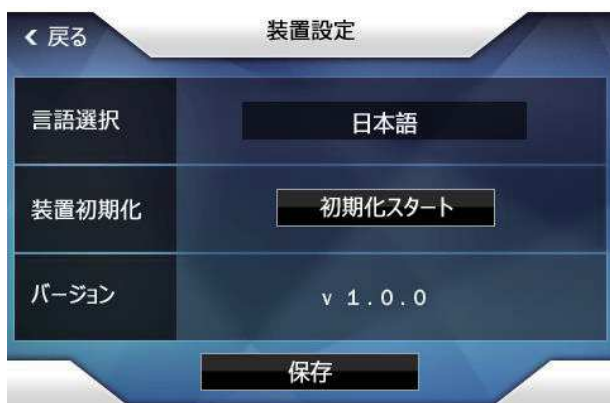 < 戻る
装置設定
言語選択
日本語
装置初期化
初期化スタート
バージョン
v 1.0.0
保存